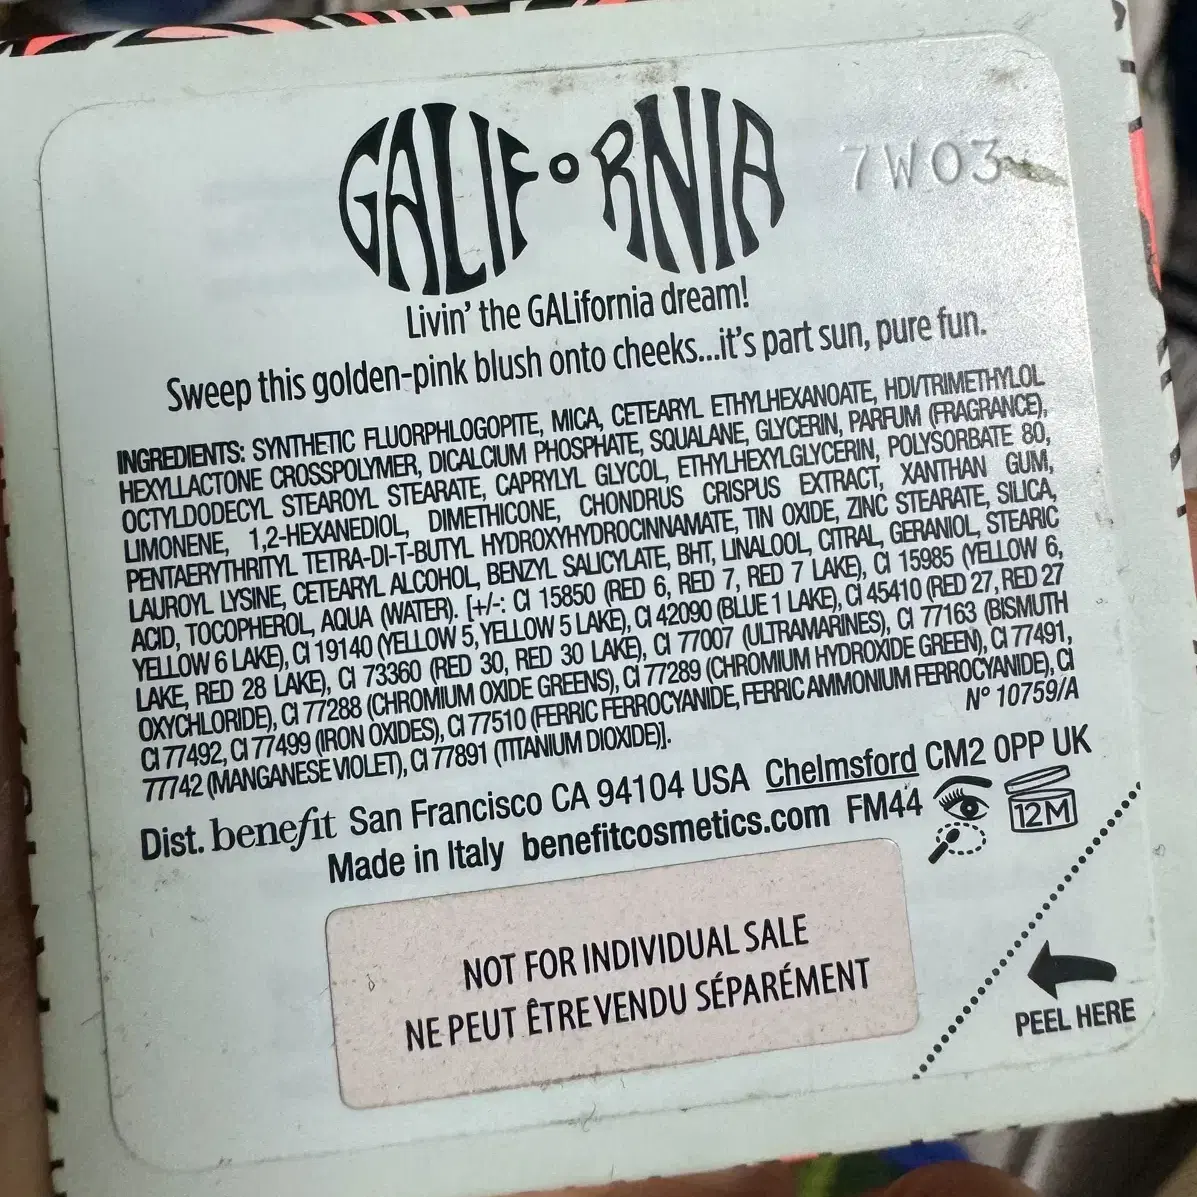 GALIFORNIA
7W03
Livin' the GALifornia dream!
Sweep this golden-pink blush onto cheeks...it's part sun, pure fun.
INGREDIENTS: SYNTHETIC FLUORPHLOGOPITE, MICA, CETEARYL ETHYLHEXANOATE, HDI/TRIMETHYLOL
HEXYLLACTONE CROSSPOLYMER, DICALCIUM PHOSPHATE, SQUALANE, GLYCERIN, PARFUM (FRAGRANCE),
OCTYLDODECYL STEAROYL STEARATE, CAPRYLYL GLYCOL, ETHYLHEXYLGLYCERIN, POLYSORBATE 80,
LIMONENE, 1,2-HEXANEDIOL, DIMETHICONE, CHONDRUS CRISPUS EXTRACT, XANTHAN GUM,
PENTAERYTHRITYL TETRA-DI-T-BUTYL HYDROXYHYDROCINNAMATE, TIN OXIDE, ZINC STEARATE, SILICA,
LAUROYL LYSINE, CETEARYL ALCOHOL, BENZYL SALICYLATE, BHT, LINALOOL, CITRAL, GERANIOL, STEARIC
ACID, TOCOPHEROL, AQUA (WATER). [+/-: CI 15850 (RED 6, RED 7, RED 7 LAKE), CI 15985 (YELLOW 6,
YELLOW 6 LAKE), CI 19140 (YELLOW 5, YELLOW 5 LAKE), CI 42090 (BLUE 1 LAKE), CI 45410 (RED 27, RED 27
LAKE, RED 28 LAKE), CI 73360 (RED 30, RED 30 LAKE), CI 77007 (ULTRAMARINES), CI 77163 (BISMUTH
OXYCHLORIDE), CI 77288 (CHROMIUM OXIDE GREENS), CI 77289 (CHROMIUM HYDROXIDE GREEN), CI 77491,
CI 77492, CI 77499 (IRON OXIDES), CI 77510 (FERRIC FERROCYANIDE, FERRIC AMMONIUM FERROCYANIDE), CI
77742 (MANGANESE VIOLET), CI 77891 (TITANIUM DIOXIDE)].
N° 10759/A
Dist. benefit San Francisco CA 94104 USA Chelmsford CM2 0PP UK
Made in Italy benefitcosmetics.com FM44
12M
NOT FOR INDIVIDUAL SALE
NE PEUT ÊTRE VENDU SÉPARÉMENT
PEEL HERE